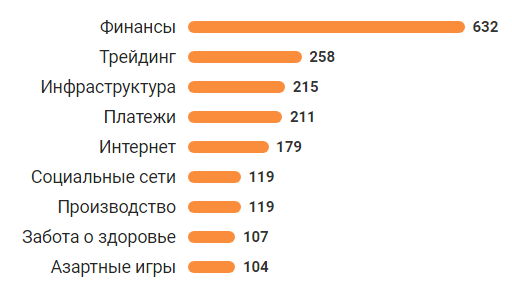 Финансы 632
Трейдинг 258
Инфраструктура 215
Платежи 211
Интернет 179
Социальные сети 119
Производство 119
Забота о здоровье 107
Азартные игры 104